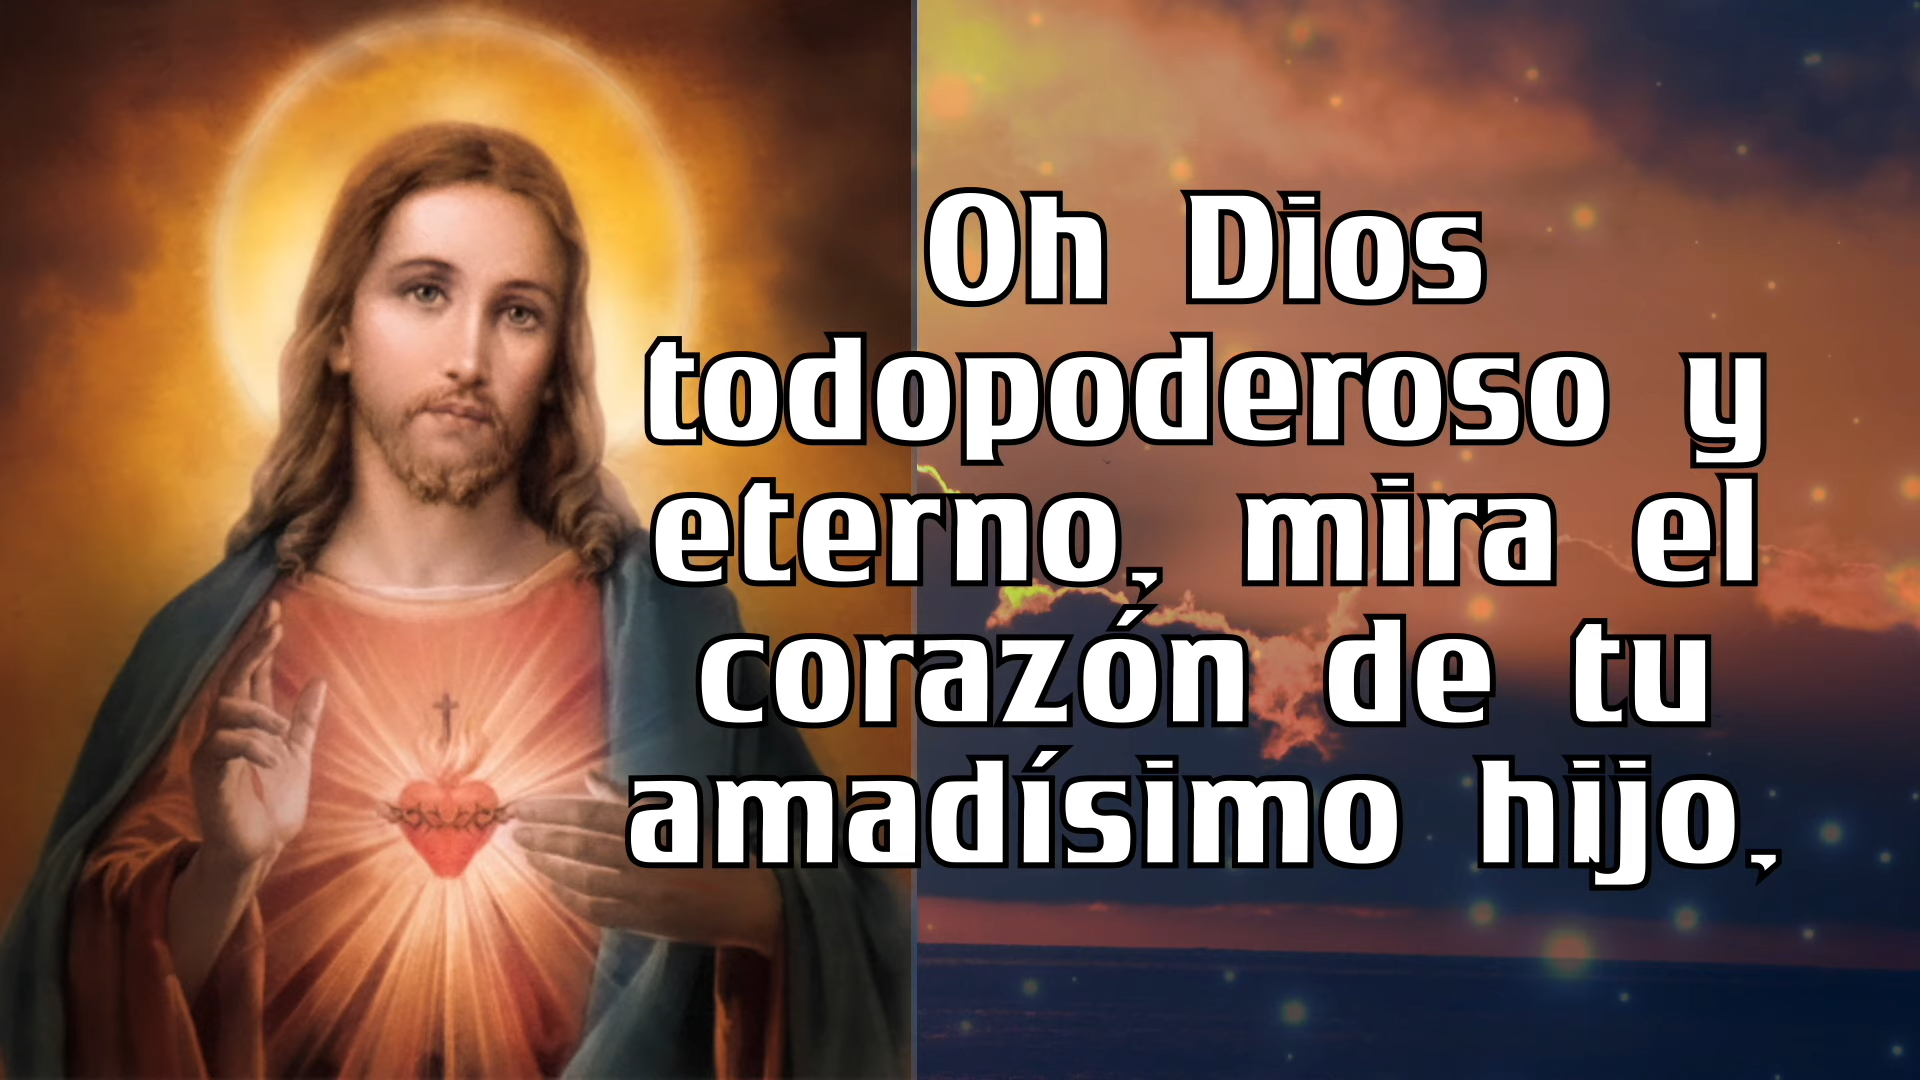 Oh Dios
todopoderoso y
eterno, mira el
corazón de tu
amadísimo hijo,